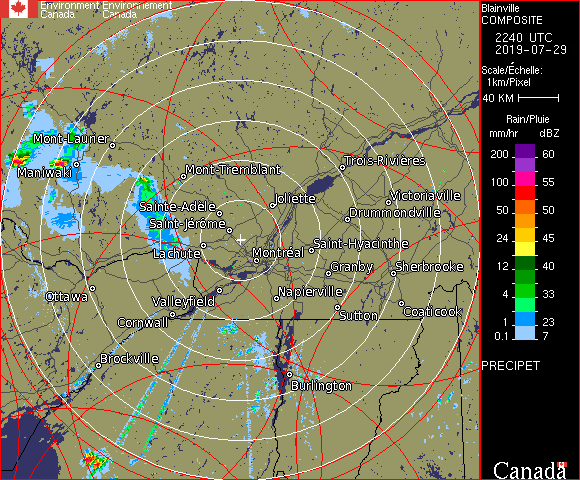 Environment Environnement
Canada Canada
Blainville
COMPOSITE
2240 UTC
2019-07-29
Scale/Échelle:
1km/Pixel
40 KM
Rain/Pluie
mm/hr dBZ
200 60
100 55
50 50
24 45
12 40
4 33
1 23
0.1 7
PRECIPET
Canada
Mont-Laurier
Maniwaki
Mont-Tremblant
Trois-Rivières
Sainte-Adèle
Joliette
Victoriaville
Saint-Jérôme
Drummondville
Lachute
Montréal
Saint-Hyacinthe
Granby
Sherbrooke
Ottawa
Valleyfield
Napierville
Cornwall
Sutton
Coaticook
Brockville
Burlington